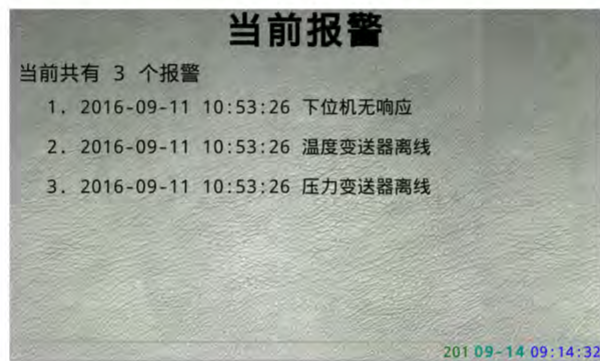 当前报警
当前共有 3 个报警
1. 2016-09-11 10:53:26 下位机无响应
2. 2016-09-11 10:53:26 温度变送器离线
3. 2016-09-11 10:53:26 压力变送器离线
201 09-14 09:14:32